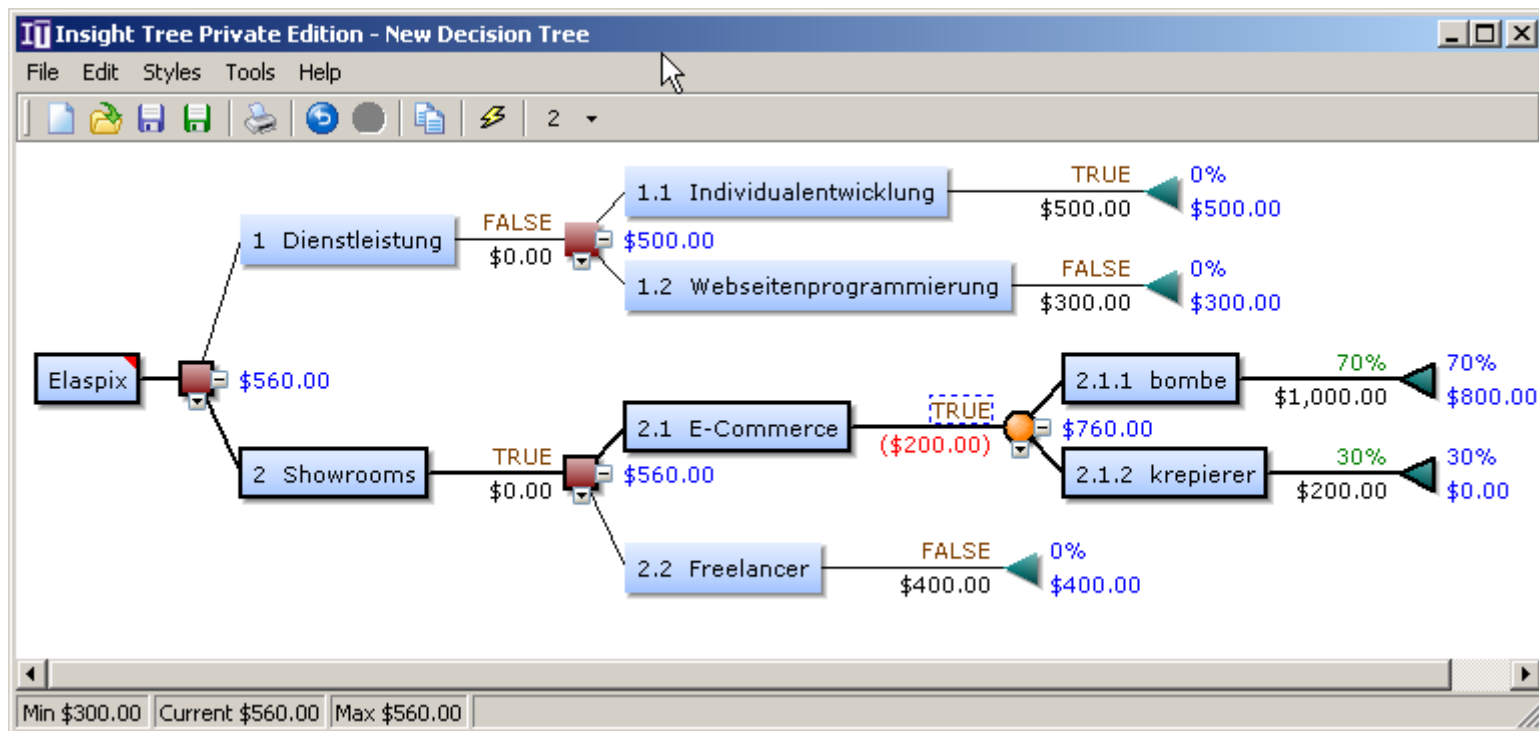 IT Insight Tree Private Edition - New Decision Tree
File Edit Styles Tools Help
2
1.1 Individualentwicklung
TRUE
$500.00
0%
$500.00
1 Dienstleistung
FALSE
$0.00
$500.00
1.2 Webseitenprogrammierung
FALSE
$300.00
0%
$300.00
Elaspix
$560.00
2.1.1 bombe
70%
$1,000.00
70%
$800.00
2.1 E-Commerce
TRUE
($200.00)
$760.00
2 Showrooms
TRUE
$0.00
$560.00
2.1.2 krepierer
30%
$200.00
30%
$0.00
2.2 Freelancer
FALSE
$400.00
0%
$400.00
Min $300.00 Current $560.00 Max $560.00